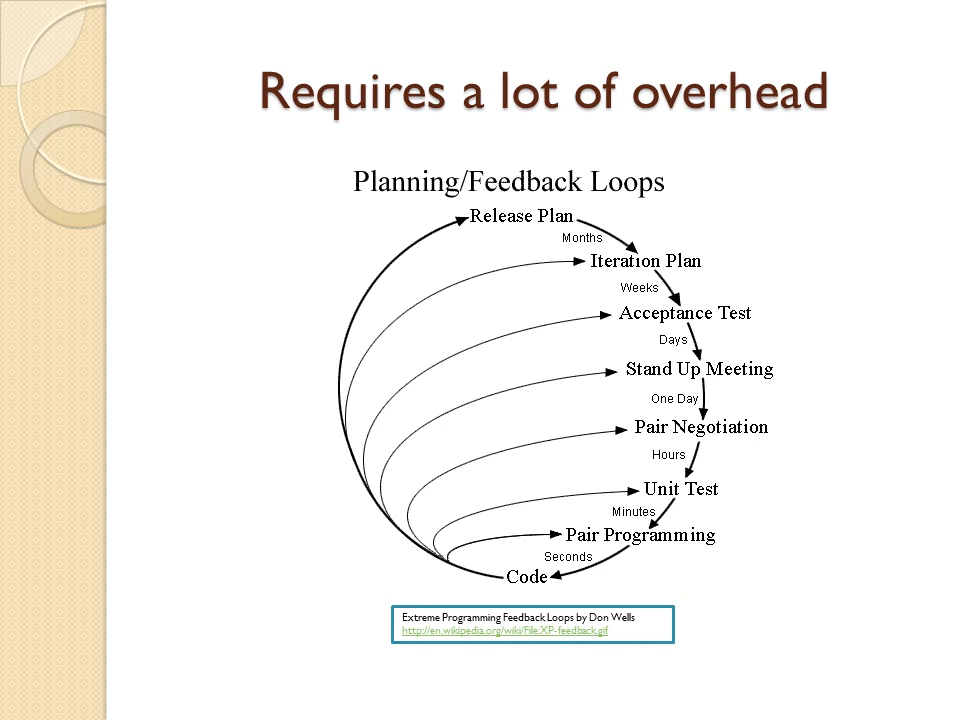 Requires a lot of overhead
Planning/Feedback Loops
Release Plan
Months
Iteration Plan
Weeks
Acceptance Test
Days
Stand Up Meeting
One Day
Pair Negotiation
Hours
Unit Test
Minutes
Pair Programming
Seconds
Code
Extreme Programming Feedback Loops by Don Wells
http://en.wikipedia.org/wiki/File:XP-feedback.gif